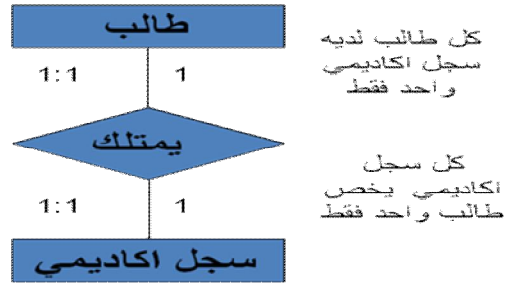 طالب
1:1
1
كل طالب لديه
سجل اكاديمي
واحد فقط
يمتلك
كل سجل
اكاديمي يخص
طالب واحد فقط
1:1
1
سجل اكاديمي